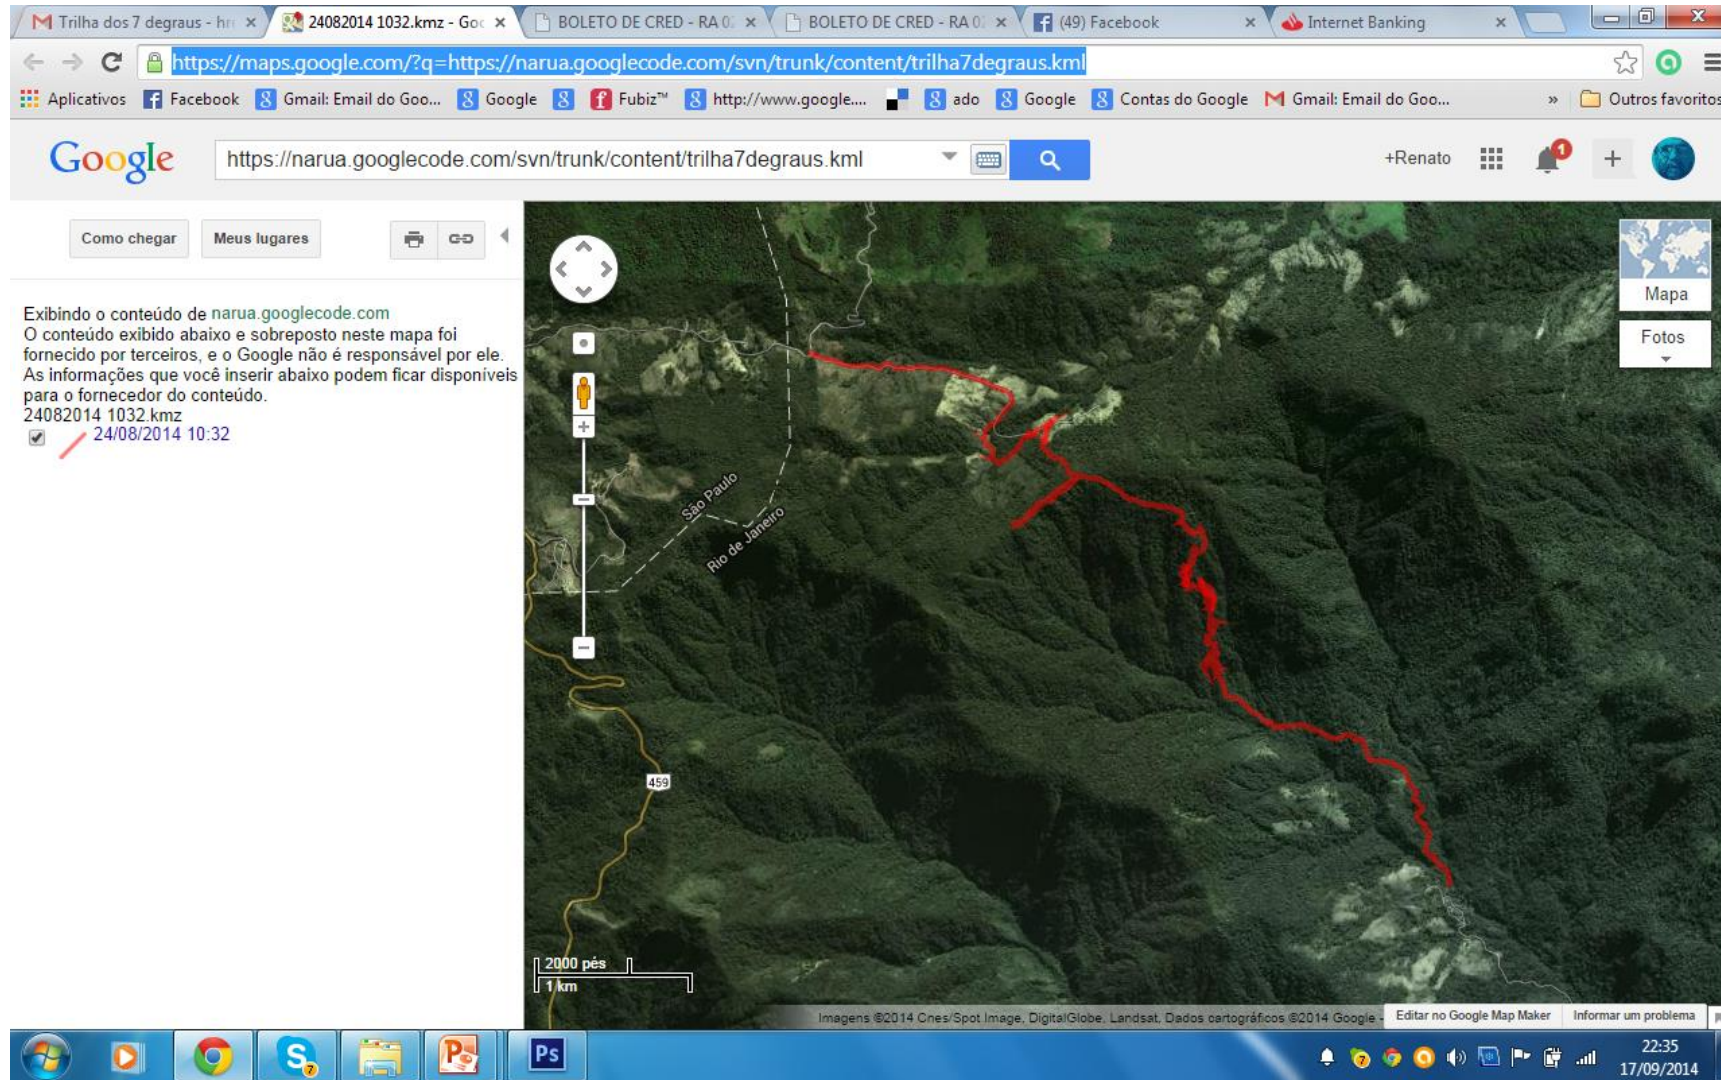 Trilha dos 7 degraus - hr
24082014 1032.kmz - Goo
BOLETO DE CRED - RA 0
BOLETO DE CRED - RA 0
(49) Facebook
Internet Banking
https://maps.google.com/?q=https://narua.googlecode.com/svn/trunk/content/trilha7degraus.kml
Aplicativos
Facebook
Gmail: Email do Goo...
Google
Fubiz™
http://www.google....
ado
Google
Contas do Google
Gmail: Email do Goo...
»
Outros favoritos
Google
https://narua.googlecode.com/svn/trunk/content/trilha7degraus.kml
+Renato
1
Como chegar
Meus lugares
Exibindo o conteúdo de narua.googlecode.com
O conteúdo exibido abaixo e sobreposto neste mapa foi
fornecido por terceiros, e o Google não é responsável por ele.
As informações que você inserir abaixo podem ficar disponíveis
para o fornecedor do conteúdo.
24082014 1032.kmz
24/08/2014 10:32
Mapa
Fotos
São Paulo
Rio de Janeiro
459
2000 pés
1 km
Imagens ©2014 Cnes/Spot Image, DigitalGlobe, Landsat, Dados cartográficos ©2014 Google -
Editar no Google Map Maker
Informar um problema
Ps
22:35
17/09/2014